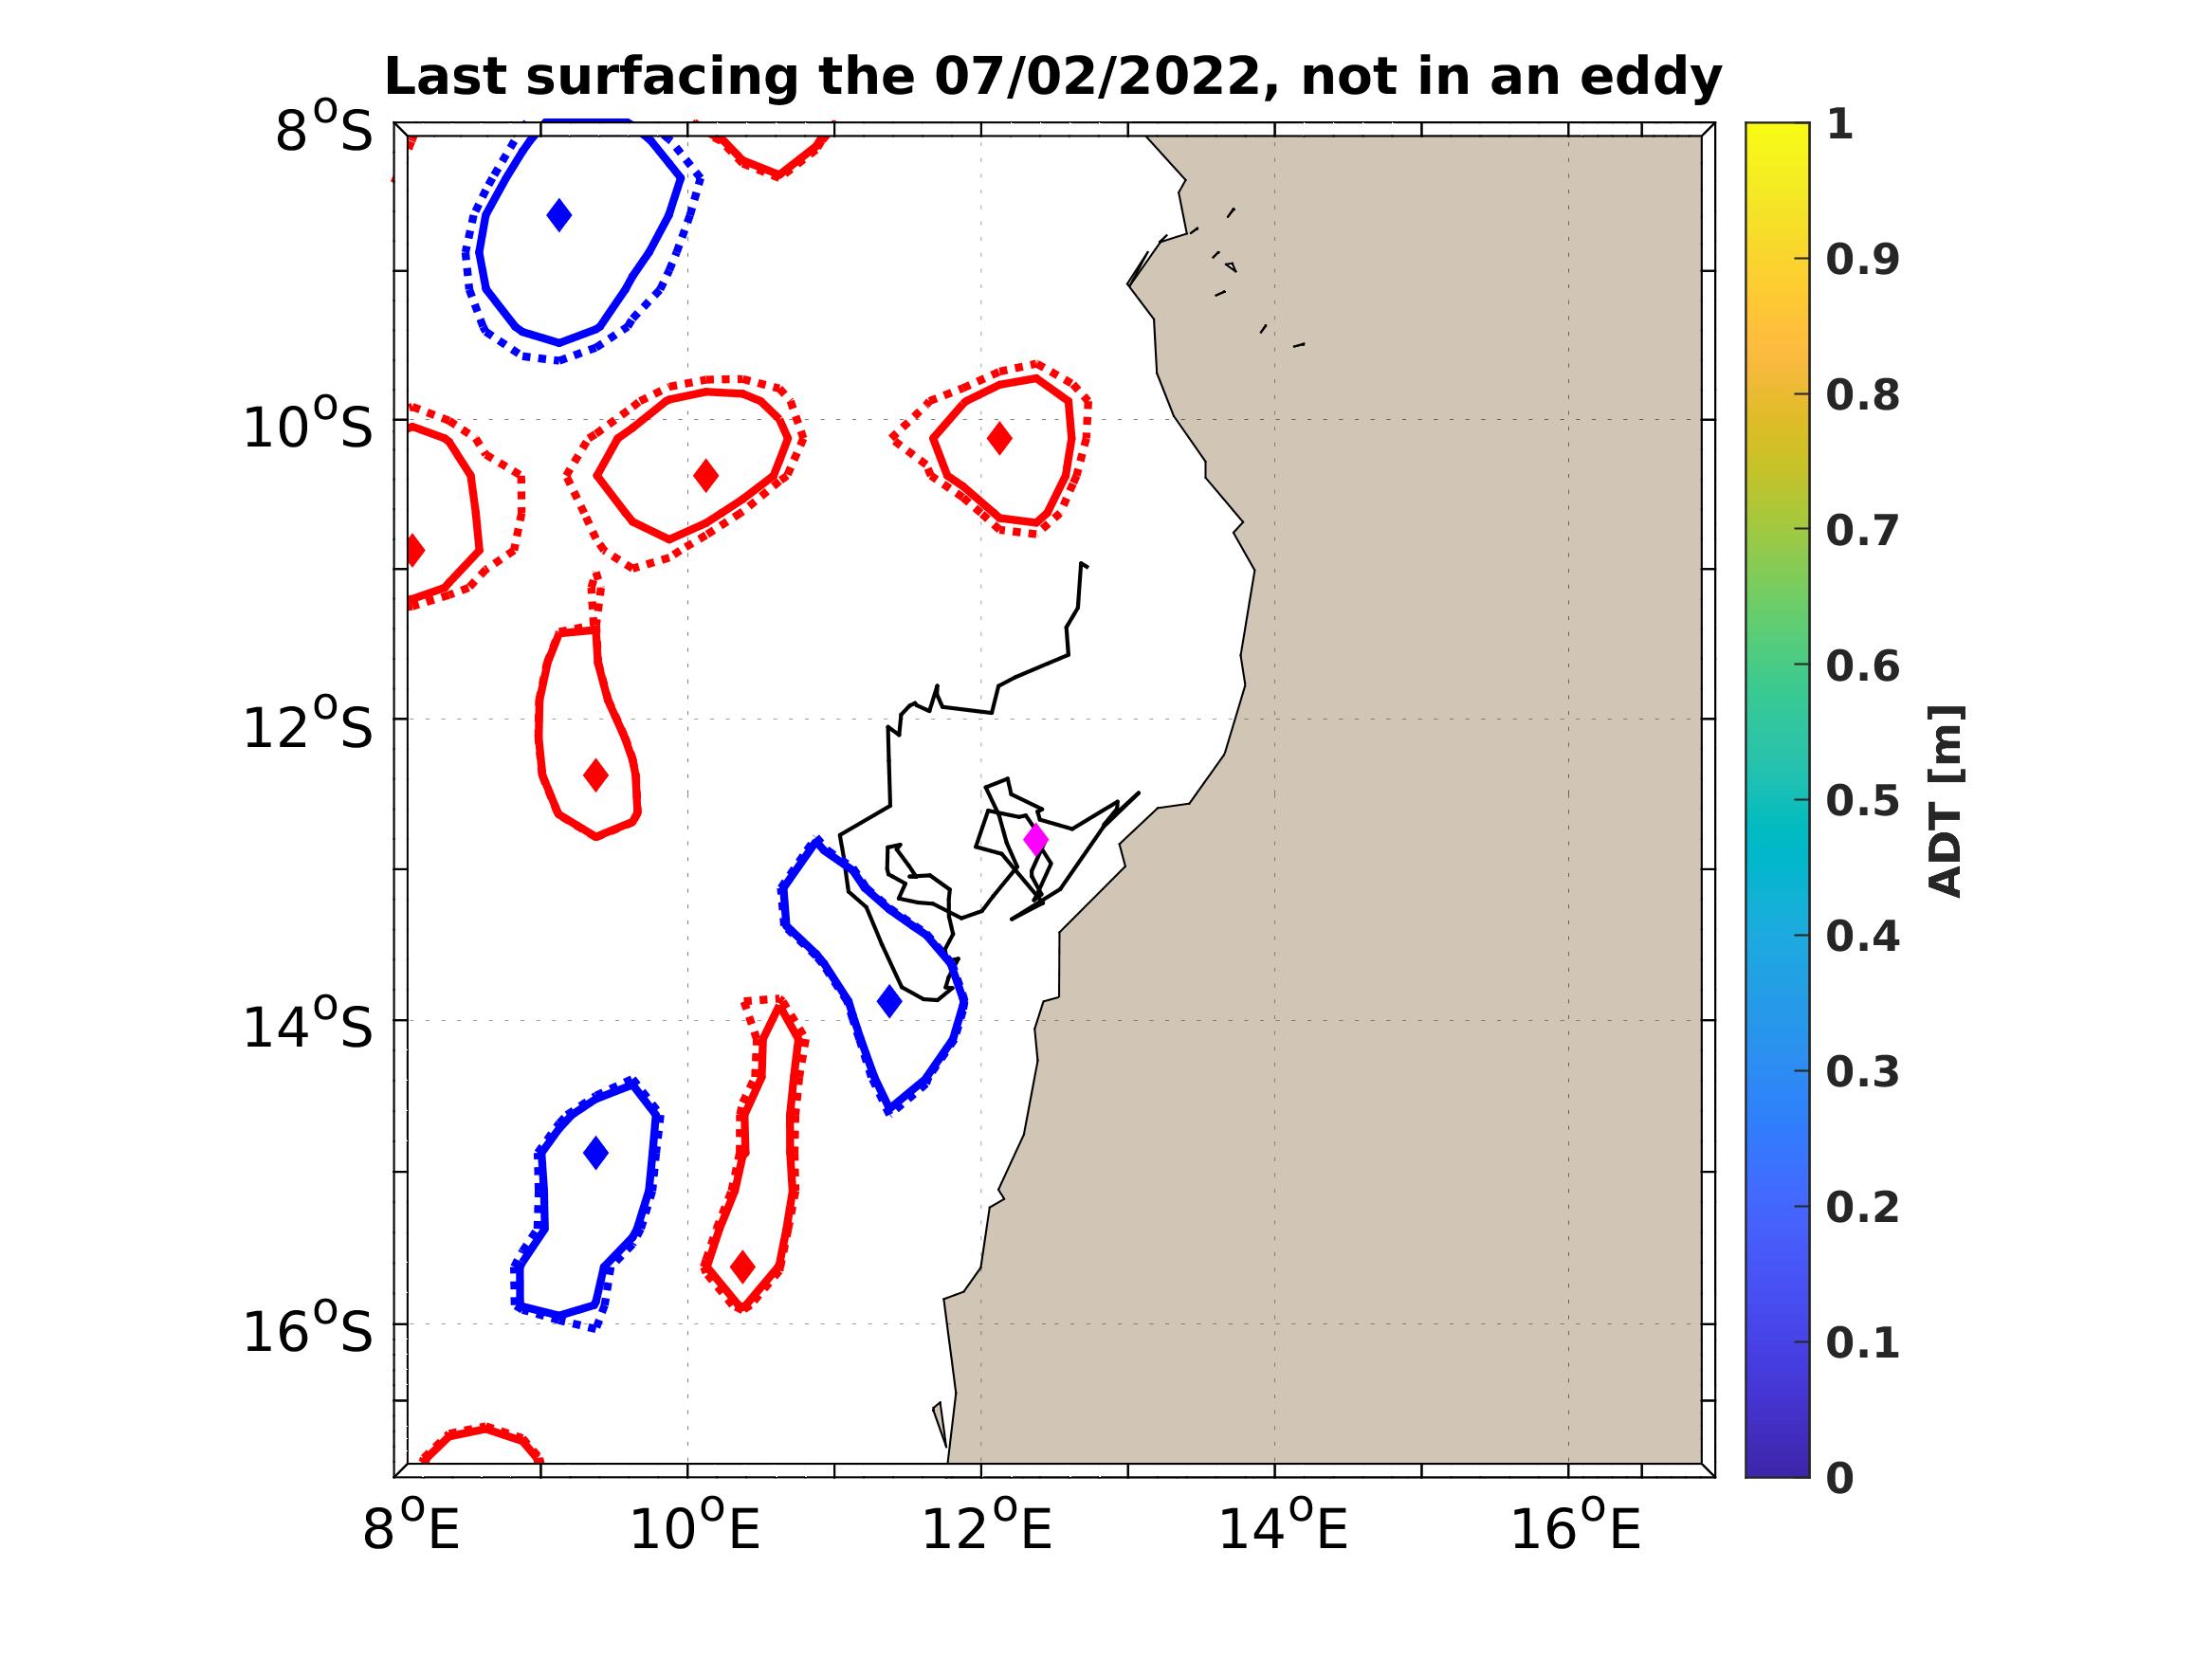 Last surfacing the 07/02/2022, not in an eddy
8°S
10°S
12°S
14°S
16°S
8°E
10°E
12°E
14°E
16°E
1
0.9
0.8
0.7
0.6
0.5
0.4
0.3
0.2
0.1
0
ADT [m]